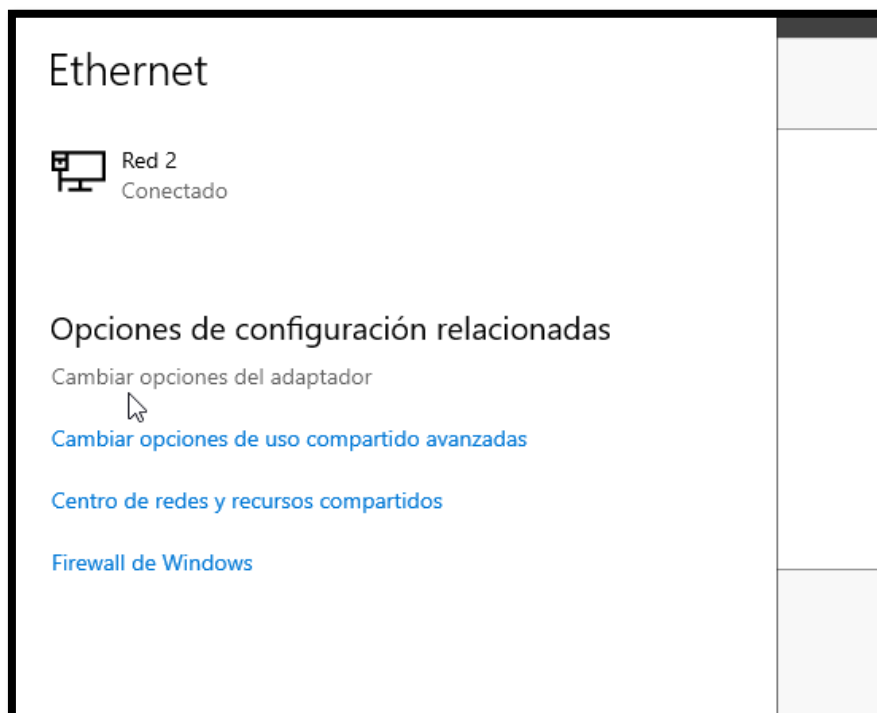 Ethernet
Red 2
Conectado
Opciones de configuración relacionadas
Cambiar opciones del adaptador
Cambiar opciones de uso compartido avanzadas
Centro de redes y recursos compartidos
Firewall de Windows